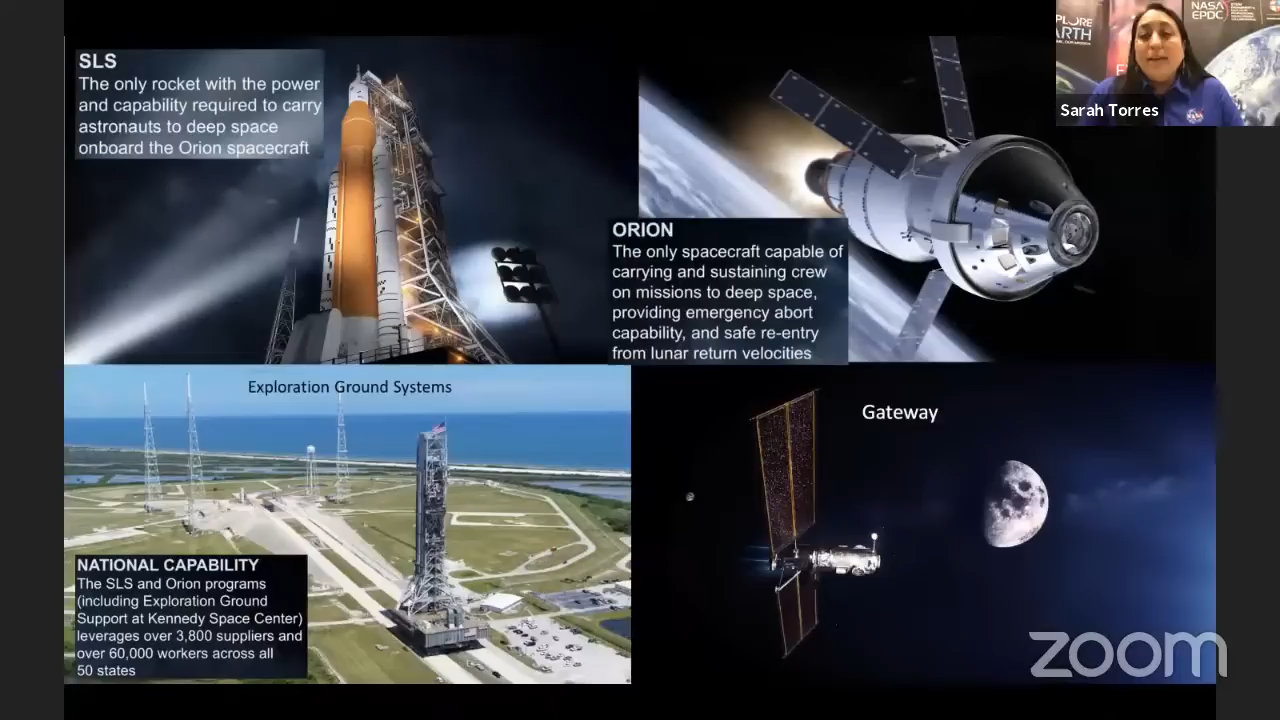 SLS
The only rocket with the power
and capability required to carry
astronauts to deep space
onboard the Orion spacecraft
ORION
The only spacecraft capable of
carrying and sustaining crew
on missions to deep space,
providing emergency abort
capability, and safe re-entry
from lunar return velocities
NASA
EPDC
Sarah Torres
Exploration Ground Systems
NATIONAL CAPABILITY
The SLS and Orion programs
(including Exploration Ground
Support at Kennedy Space Center)
leverages over 3,800 suppliers and
over 60,000 workers across all
50 states
Gateway
zoom